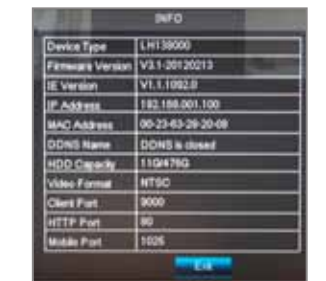 INFO
Device Type LH138000
Firmware Version V3.1-20120213
IE Version V1.1.1092.0
IP Address 192.168.001.100
MAC Address 00-23-63-29-20-08
DDNS Name DDNS is closed
HDD Capacity 11G/476G
Video Format NTSC
Client Port 9000
HTTP Port 80
Mobile Port 1025
Exit